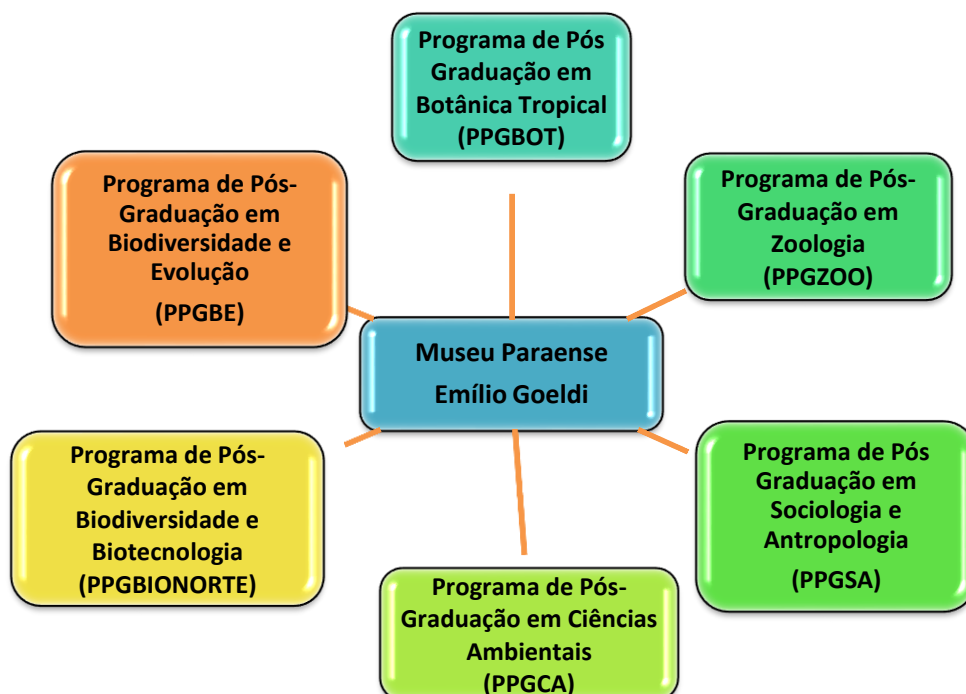 Programa de Pós
Graduação em
Botânica Tropical
(PPGBOT)
Programa de Pós-
Graduação em
Biodiversidade e
Evolução
(PPGBE)
Programa de Pós-
Graduação em
Zoologia
(PPGZOO)
Museu Paraense
Emílio Goeldi
Programa de Pós-
Graduação em
Biodiversidade e
Biotecnologia
(PPGBIONORTE)
Programa de Pós
Graduação em
Sociologia e
Antropologia
(PPGSA)
Programa de Pós-
Graduação em Ciências
Ambientais
(PPGCA)